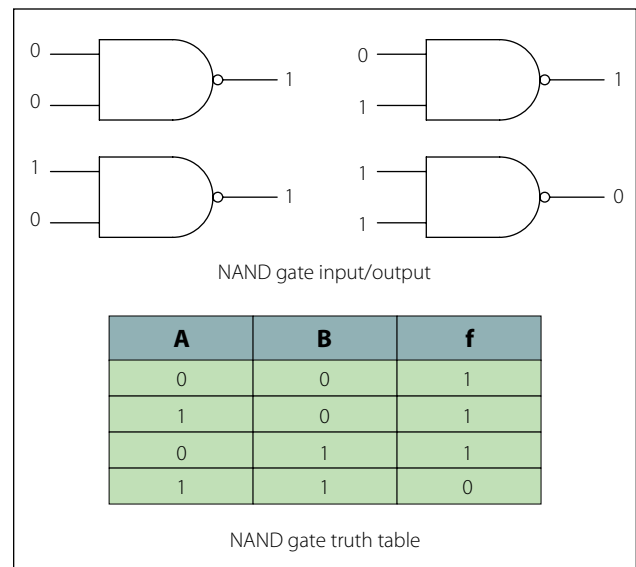 0 0
1 1
0 1
1 1
1 0
0 1
NAND gate input/output
A B f
0 0 1
1 0 1
0 1 1
1 1 0
NAND gate truth table